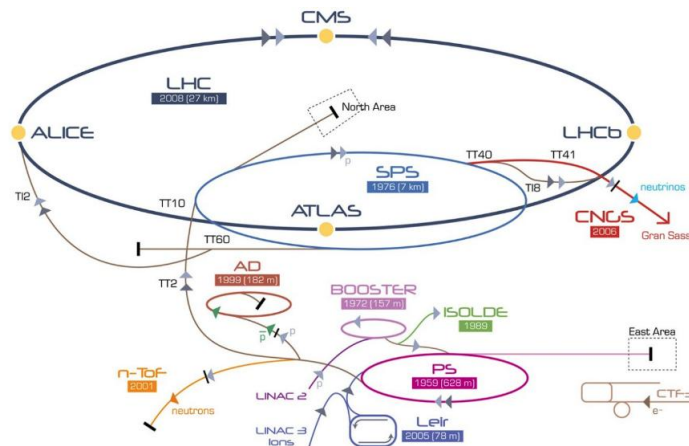 CMS
LHC
2008 (27 km)
North Area
ALICE
LHCb
TT40
TT41
SPS
1976 (7 km)
TI8
TI2
TT10
ATLAS
CNGS
2006
neutrinos
Gran Sass
TT60
AD
1999 (182 m)
TT2
BOOSTER
1972 (157 m)
ISOLDE
1989
East Area
p
p
p
p
n-ToF
2001
PS
1959 (628 m)
LINAC 2
neutrons
CTF3
e-
LINAC 3
Ions
LeIr
2005 (78 m)